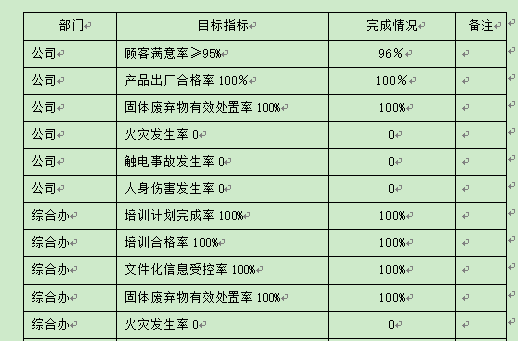 部门 目标指标 完成情况 备注
公司 顾客满意率≥95% 96%
公司 产品出厂合格率 100% 100%
公司 固体废弃物有效处置率 100% 100%
公司 火灾发生率 0 0
公司 触电事故发生率 0 0
公司 人身伤害发生率 0 0
综合办 培训计划完成率 100% 100%
综合办 培训合格率 100% 100%
综合办 文件化信息受控率 100% 100%
综合办 固体废弃物有效处置率 100% 100%
综合办 火灾发生率 0 0